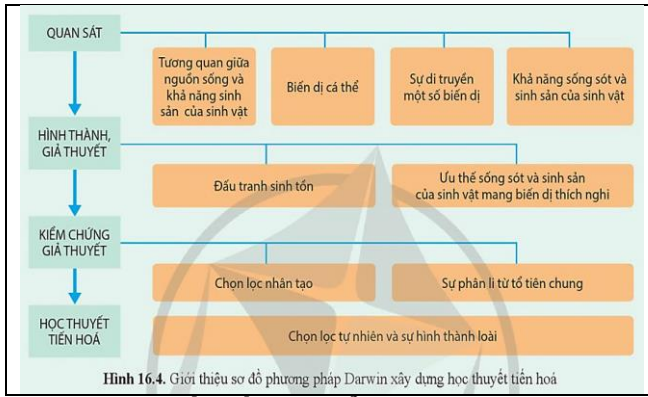 QUAN SÁT
Tương quan giữa
nguồn sống và
khả năng sinh
sản của sinh vật
Biến dị cá thể
Sự di truyền
một số biến dị
Khả năng sống sót và
sinh sản của sinh vật
HÌNH THÀNH,
GIẢ THUYẾT
Đấu tranh sinh tồn
Ưu thế sống sót và sinh sản
của sinh vật mang biến dị thích nghi
KIỂM CHỨNG
GIẢ THUYẾT
Chọn lọc nhân tạo
Sự phân li từ tổ tiên chung
HỌC THUYẾT
TIẾN HOÁ
Chọn lọc tự nhiên và sự hình thành loài
Hình 16.4. Giới thiệu sơ đồ phương pháp Darwin xây dựng học thuyết tiến hoá